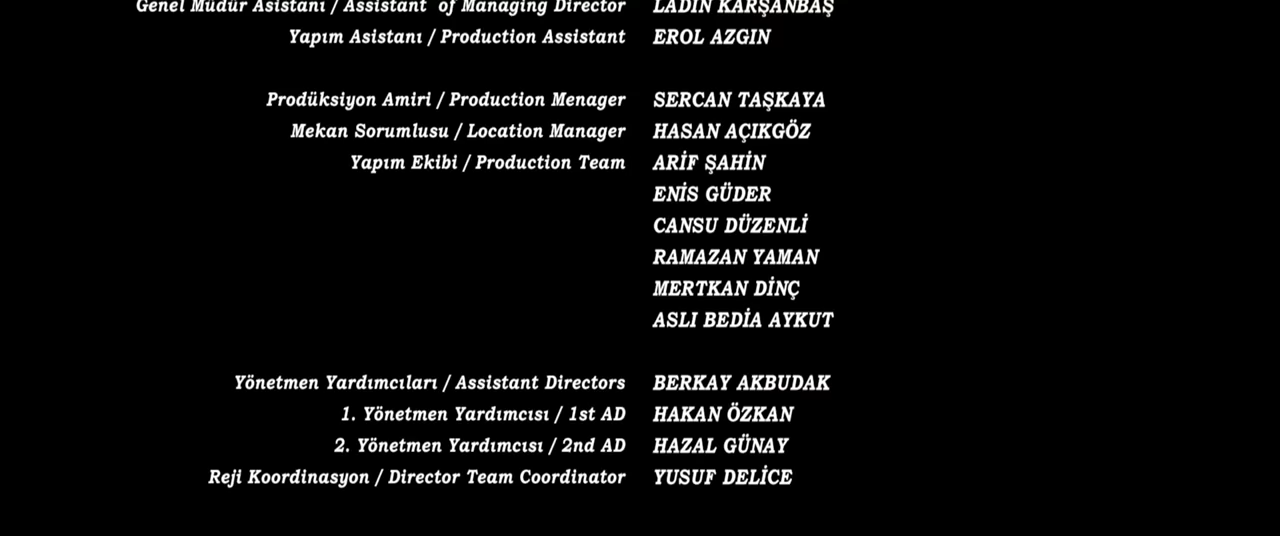 Genel Müdür Asistanı / Assistant of Managing Director LADİN KARŞANBAŞ
Yapım Asistanı / Production Assistant EROL AZGIN
Prodüksiyon Amiri / Production Menager SERCAN TAŞKAYA
Mekan Sorumlusu / Location Manager HASAN AÇIKGÖZ
Yapım Ekibi / Production Team ARİF ŞAHİN
ENİS GÜDER
CANSU DÜZENLİ
RAMAZAN YAMAN
MERTKAN DİNÇ
ASLI BEDİA AYKUT
Yönetmen Yardımcıları / Assistant Directors BERKAY AKBUDAK
1. Yönetmen Yardımcısı / 1st AD HAKAN ÖZKAN
2. Yönetmen Yardımcısı / 2nd AD HAZAL GÜNAY
Reji Koordinasyon / Director Team Coordinator YUSUF DELİCE